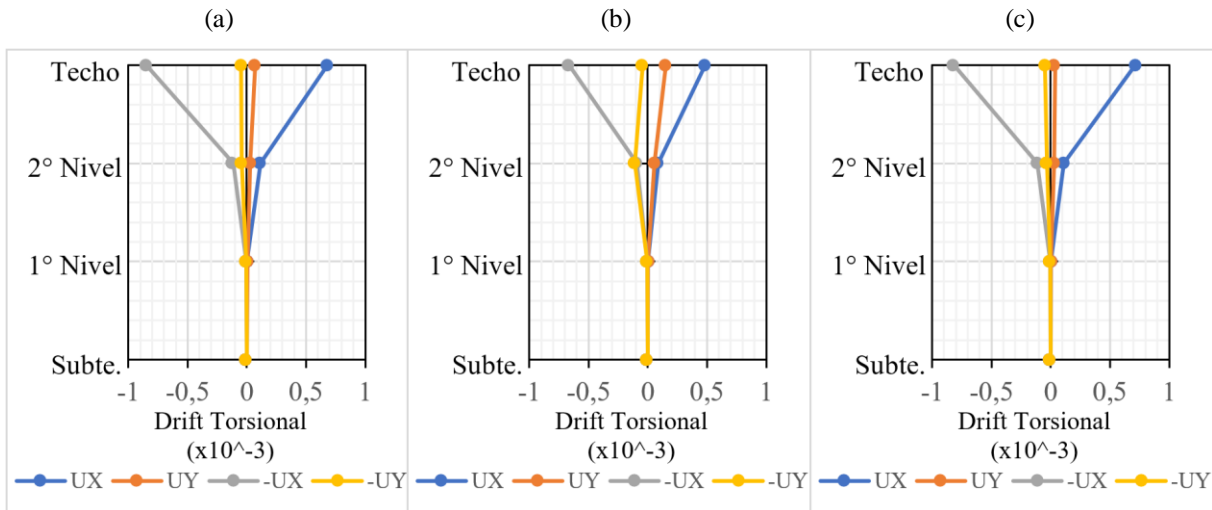 (a)
(b)
(c)
Techo
2° Nivel
1° Nivel
Subte.
-1 -0,5 0 0,5 1
Drift Torsional
(x10^-3)
UX UY -UX -UY
Techo
2° Nivel
1° Nivel
Subte.
-1 -0,5 0 0,5 1
Drift Torsional
(x10^-3)
UX UY -UX -UY
Techo
2° Nivel
1° Nivel
Subte.
-1 -0,5 0 0,5 1
Drift Torsional
(x10^-3)
UX UY -UX -UY